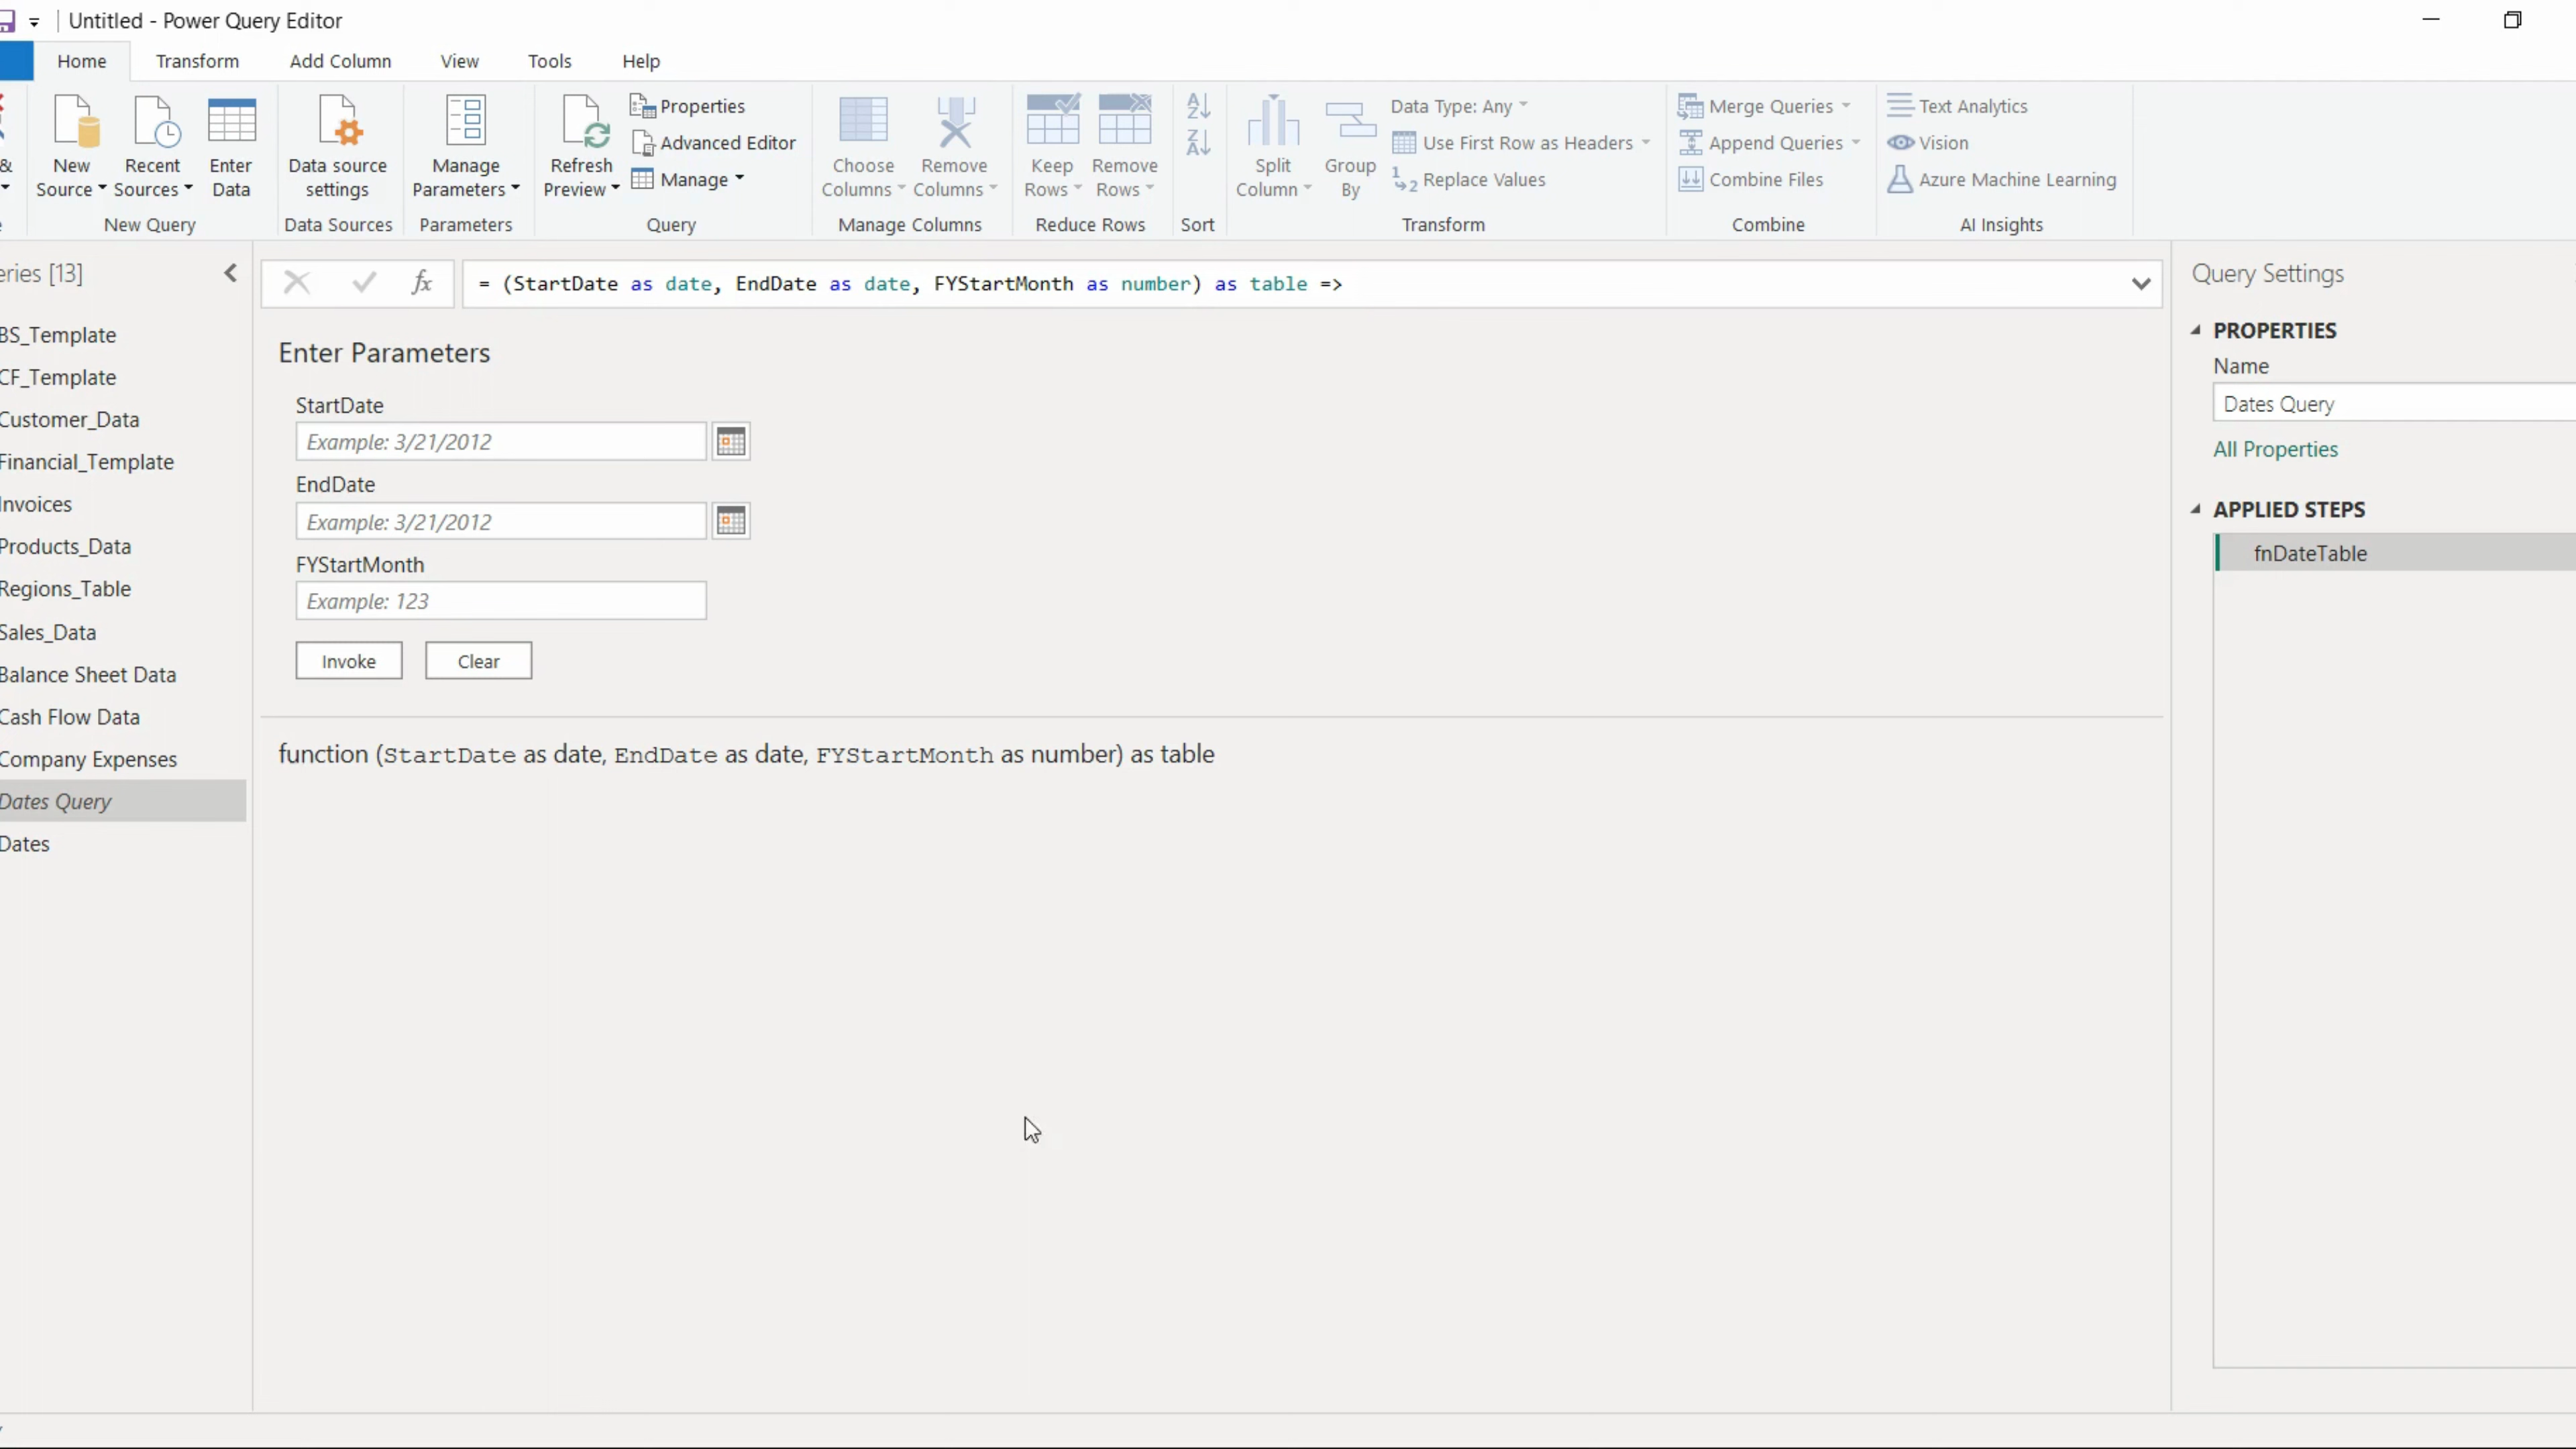 Untitled - Power Query Editor
Home Transform Add Column View Tools Help
New Source
Recent Sources
Enter Data
New Query
Data source settings
Data Sources
Manage Parameters
Parameters
Refresh Preview
Properties
Advanced Editor
Manage
Query
Choose Columns
Remove Columns
Manage Columns
Keep Rows
Remove Rows
Reduce Rows
Sort
Split Column
Group By
Data Type: Any
Use First Row as Headers
Replace Values
Transform
Merge Queries
Append Queries
Combine Files
Combine
Text Analytics
Vision
Azure Machine Learning
AI Insights
eries [13]
BS_Template
CF_Template
Customer_Data
Financial_Template
Invoices
Products_Data
Regions_Table
Sales_Data
Balance Sheet Data
Cash Flow Data
Company Expenses
Dates Query
Dates
fx
= (StartDate as date, EndDate as date, FYStartMonth as number) as table =>
Enter Parameters
StartDate
Example: 3/21/2012
EndDate
Example: 3/21/2012
FYStartMonth
Example: 123
Invoke Clear
function (StartDate as date, EndDate as date, FYStartMonth as number) as table
Query Settings
PROPERTIES
Name
Dates Query
All Properties
APPLIED STEPS
fnDateTable